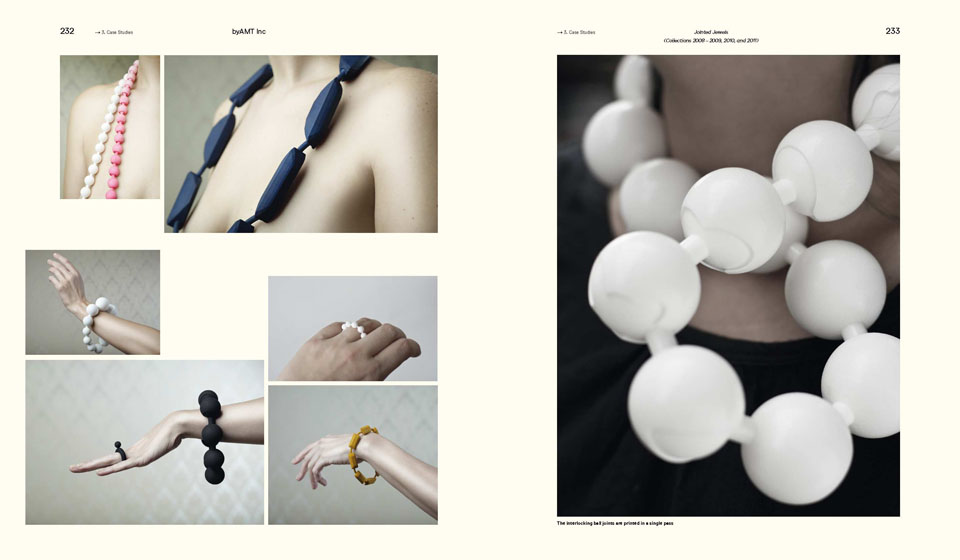 232
→ 3. Case Studies
byAMT Inc
→ 3. Case Studies
Jointed Jewels
(Collections 2008 - 2009, 2010, and 2011)
233
The interlocking ball joints are printed in a single pass